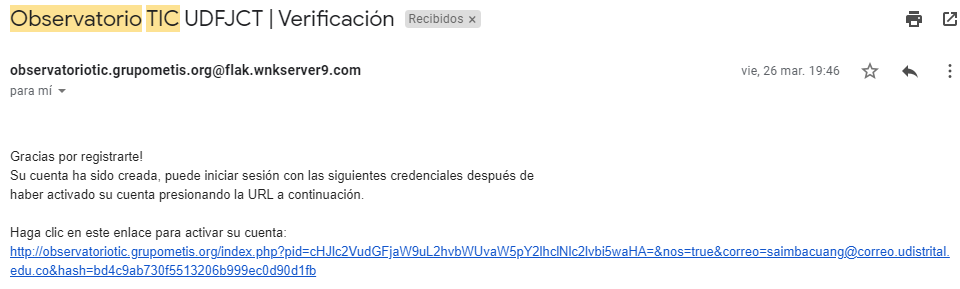 Observatorio TIC UDFJCT | Verificación Recibidos ×
observatoriotic.grupometis.org@flak.wnkserver9.com vie, 26 mar. 19:46
para mí
Gracias por registrarte!
Su cuenta ha sido creada, puede iniciar sesión con las siguientes credenciales después de
haber activado su cuenta presionando la URL a continuación.
Haga clic en este enlace para activar su cuenta:
http://observatoriotic.grupometis.org/index.php?pid=cHJlc2VudGFjaW9uL2hvbWUvaW5pY2lhclNlc2lvbi5waHA=&nos=true&correo=saimbacuang@correo.udistrital.
edu.co&hash=bd4c9ab730f5513206b999ec0d90d1fb